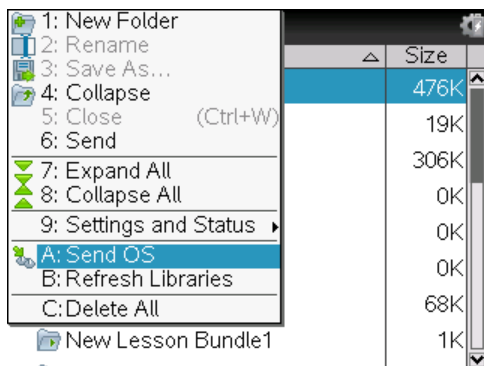 1: New Folder
2: Rename
3: Save As...
4: Collapse
5: Close (Ctrl+W)
6: Send
7: Expand All
8: Collapse All
9: Settings and Status
A: Send OS
B: Refresh Libraries
C: Delete All
Size
476K
19K
306K
0K
0K
0K
68K
New Lesson Bundle1 1K